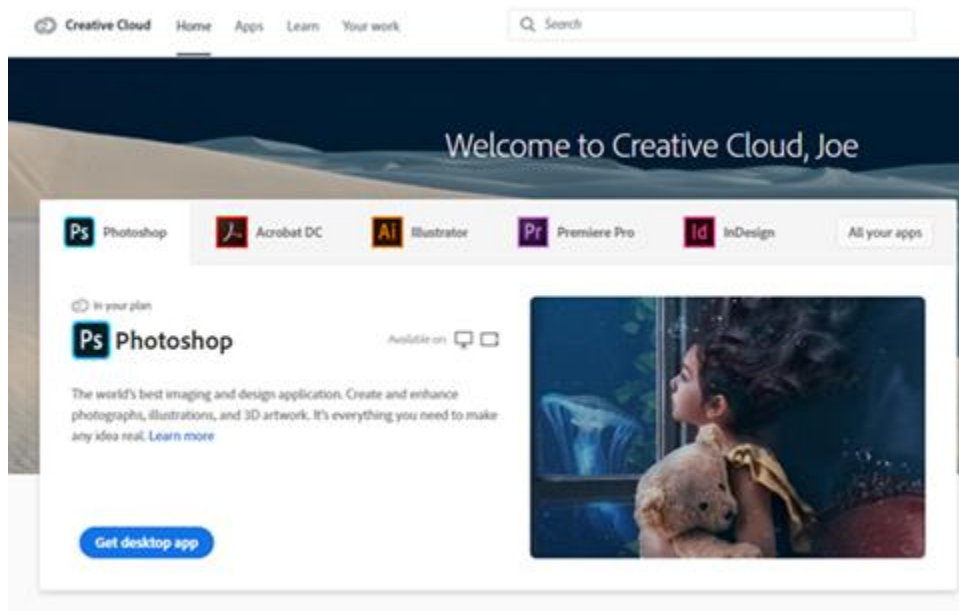 Creative Cloud Home Apps Learn Your work Search
Welcome to Creative Cloud, Joe
Ps Photoshop Acrobat DC Ai Illustrator Pr Premiere Pro Id InDesign All your apps
In your plan
Ps Photoshop Available on
The world's best imaging and design application. Create and enhance
photographs, illustrations, and 3D artwork. It's everything you need to make
any idea real. Learn more
Get desktop app